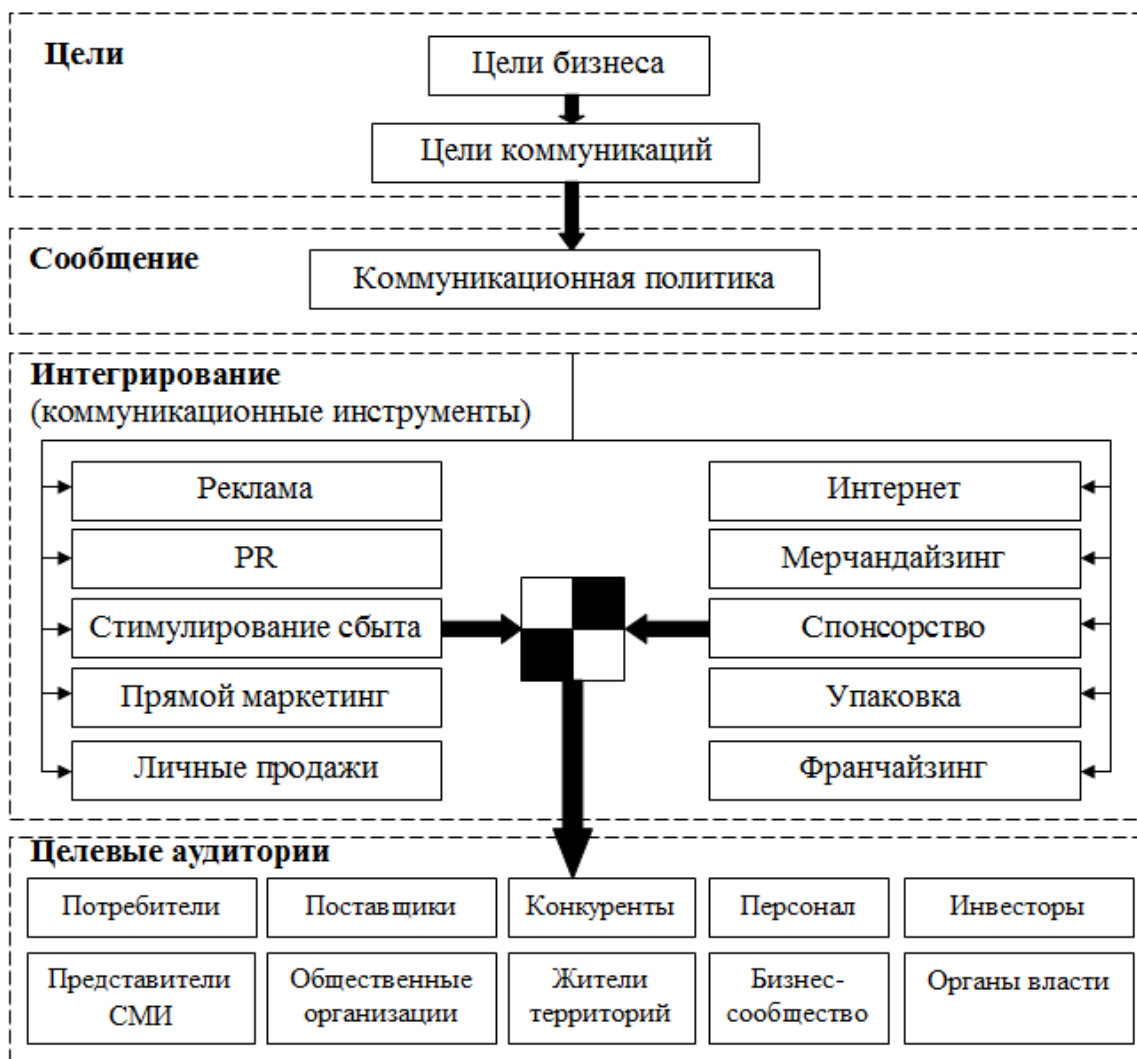 Цели
Цели бизнеса
Цели коммуникаций
Сообщение
Коммуникационная политика
Интегрирование
(коммуникационные инструменты)
Реклама
PR
Стимулирование сбыта
Прямой маркетинг
Личные продажи
Интернет
Мерчандайзинг
Спонсорство
Упаковка
Франчайзинг
Целевые аудитории
Потребители
Поставщики
Конкуренты
Персонал
Инвесторы
Представители
СМИ
Общественные
организации
Жители
территорий
Бизнес-
сообщество
Органы власти